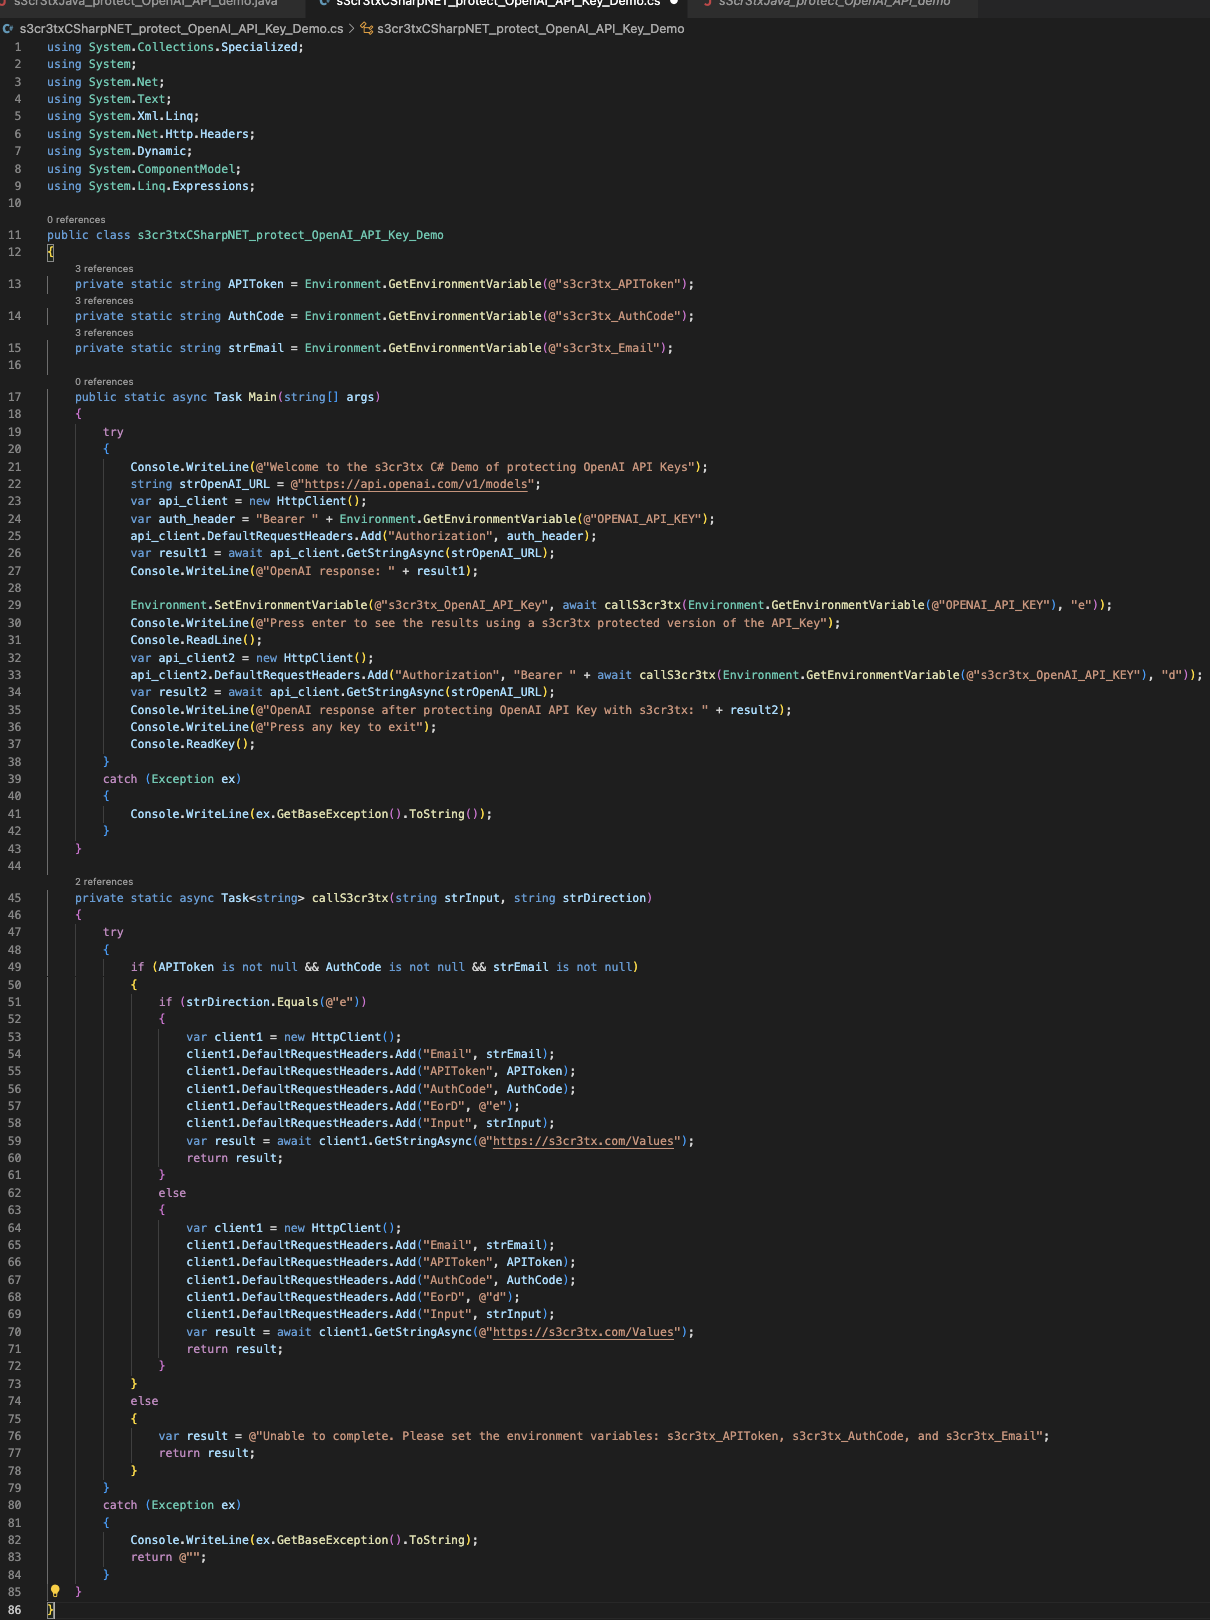 s3cr3txJava_protect_OpenAI_API_demo.java s3cr3txCSharpNET_protect_OpenAI_API_Key_Demo.cs s3cr3txJava_protect_OpenAI_API_demo
s3cr3txCSharpNET_protect_OpenAI_API_Key_Demo.cs > s3cr3txCSharpNET_protect_OpenAI_API_Key_Demo
1 using System.Collections.Specialized;
2 using System;
3 using System.Net;
4 using System.Text;
5 using System.Xml.Linq;
6 using System.Net.Http.Headers;
7 using System.Dynamic;
8 using System.ComponentModel;
9 using System.Linq.Expressions;
10
0 references
11 public class s3cr3txCSharpNET_protect_OpenAI_API_Key_Demo
12 {
3 references
13 private static string APIToken = Environment.GetEnvironmentVariable(@"s3cr3tx_APIToken");
3 references
14 private static string AuthCode = Environment.GetEnvironmentVariable(@"s3cr3tx_AuthCode");
3 references
15 private static string strEmail = Environment.GetEnvironmentVariable(@"s3cr3tx_Email");
16
0 references
17 public static async Task Main(string[] args)
18 {
19 try
20 {
21 Console.WriteLine(@"Welcome to the s3cr3tx C# Demo of protecting OpenAI API Keys");
22 string strOpenAI_URL = @"https://api.openai.com/v1/models";
23 var api_client = new HttpClient();
24 var auth_header = "Bearer " + Environment.GetEnvironmentVariable(@"OPENAI_API_KEY");
25 api_client.DefaultRequestHeaders.Add("Authorization", auth_header);
26 var result1 = await api_client.GetStringAsync(strOpenAI_URL);
27 Console.WriteLine(@"OpenAI response: " + result1);
28
29 Environment.SetEnvironmentVariable(@"s3cr3tx_OpenAI_API_Key", await callS3cr3tx(Environment.GetEnvironmentVariable(@"OPENAI_API_KEY"), "e"));
30 Console.WriteLine(@"Press enter to see the results using a s3cr3tx protected version of the API_Key");
31 Console.ReadLine();
32 var api_client2 = new HttpClient();
33 api_client2.DefaultRequestHeaders.Add("Authorization", "Bearer " + await callS3cr3tx(Environment.GetEnvironmentVariable(@"s3cr3tx_OpenAI_API_KEY"), "d"));
34 var result2 = await api_client.GetStringAsync(strOpenAI_URL);
35 Console.WriteLine(@"OpenAI response after protecting OpenAI API Key with s3cr3tx: " + result2);
36 Console.WriteLine(@"Press any key to exit");
37 Console.ReadKey();
38 }
39 catch (Exception ex)
40 {
41 Console.WriteLine(ex.GetBaseException().ToString());
42 }
43 }
44
2 references
45 private static async Task<string> callS3cr3tx(string strInput, string strDirection)
46 {
47 try
48 {
49 if (APIToken is not null && AuthCode is not null && strEmail is not null)
50 {
51 if (strDirection.Equals(@"e"))
52 {
53 var client1 = new HttpClient();
54 client1.DefaultRequestHeaders.Add("Email", strEmail);
55 client1.DefaultRequestHeaders.Add("APIToken", APIToken);
56 client1.DefaultRequestHeaders.Add("AuthCode", AuthCode);
57 client1.DefaultRequestHeaders.Add("EorD", @"e");
58 client1.DefaultRequestHeaders.Add("Input", strInput);
59 var result = await client1.GetStringAsync(@"https://s3cr3tx.com/Values");
60 return result;
61 }
62 else
63 {
64 var client1 = new HttpClient();
65 client1.DefaultRequestHeaders.Add("Email", strEmail);
66 client1.DefaultRequestHeaders.Add("APIToken", APIToken);
67 client1.DefaultRequestHeaders.Add("AuthCode", AuthCode);
68 client1.DefaultRequestHeaders.Add("EorD", @"d");
69 client1.DefaultRequestHeaders.Add("Input", strInput);
70 var result = await client1.GetStringAsync(@"https://s3cr3tx.com/Values");
71 return result;
72 }
73 }
74 else
75 {
76 var result = @"Unable to complete. Please set the environment variables: s3cr3tx_APIToken, s3cr3tx_AuthCode, and s3cr3tx_Email";
77 return result;
78 }
79 }
80 catch (Exception ex)
81 {
82 Console.WriteLine(ex.GetBaseException().ToString);
83 return @"";
84 }
85 }
86 }